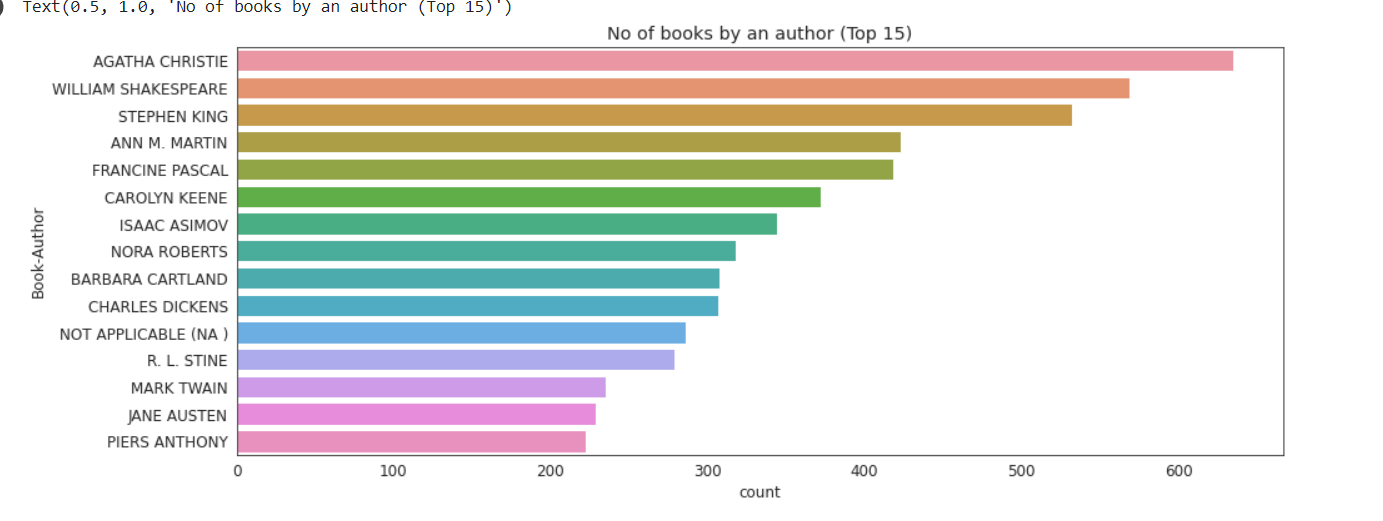 ) Text(0.5, 1.0, 'No of books by an author (Top 15)')
No of books by an author (Top 15)
AGATHA CHRISTIE
WILLIAM SHAKESPEARE
STEPHEN KING
ANN M. MARTIN
FRANCINE PASCAL
CAROLYN KEENE
ISAAC ASIMOV
NORA ROBERTS
BARBARA CARTLAND
CHARLES DICKENS
NOT APPLICABLE (NA )
R. L. STINE
MARK TWAIN
JANE AUSTEN
PIERS ANTHONY
Book-Author
0 100 200 300 400 500 600
count